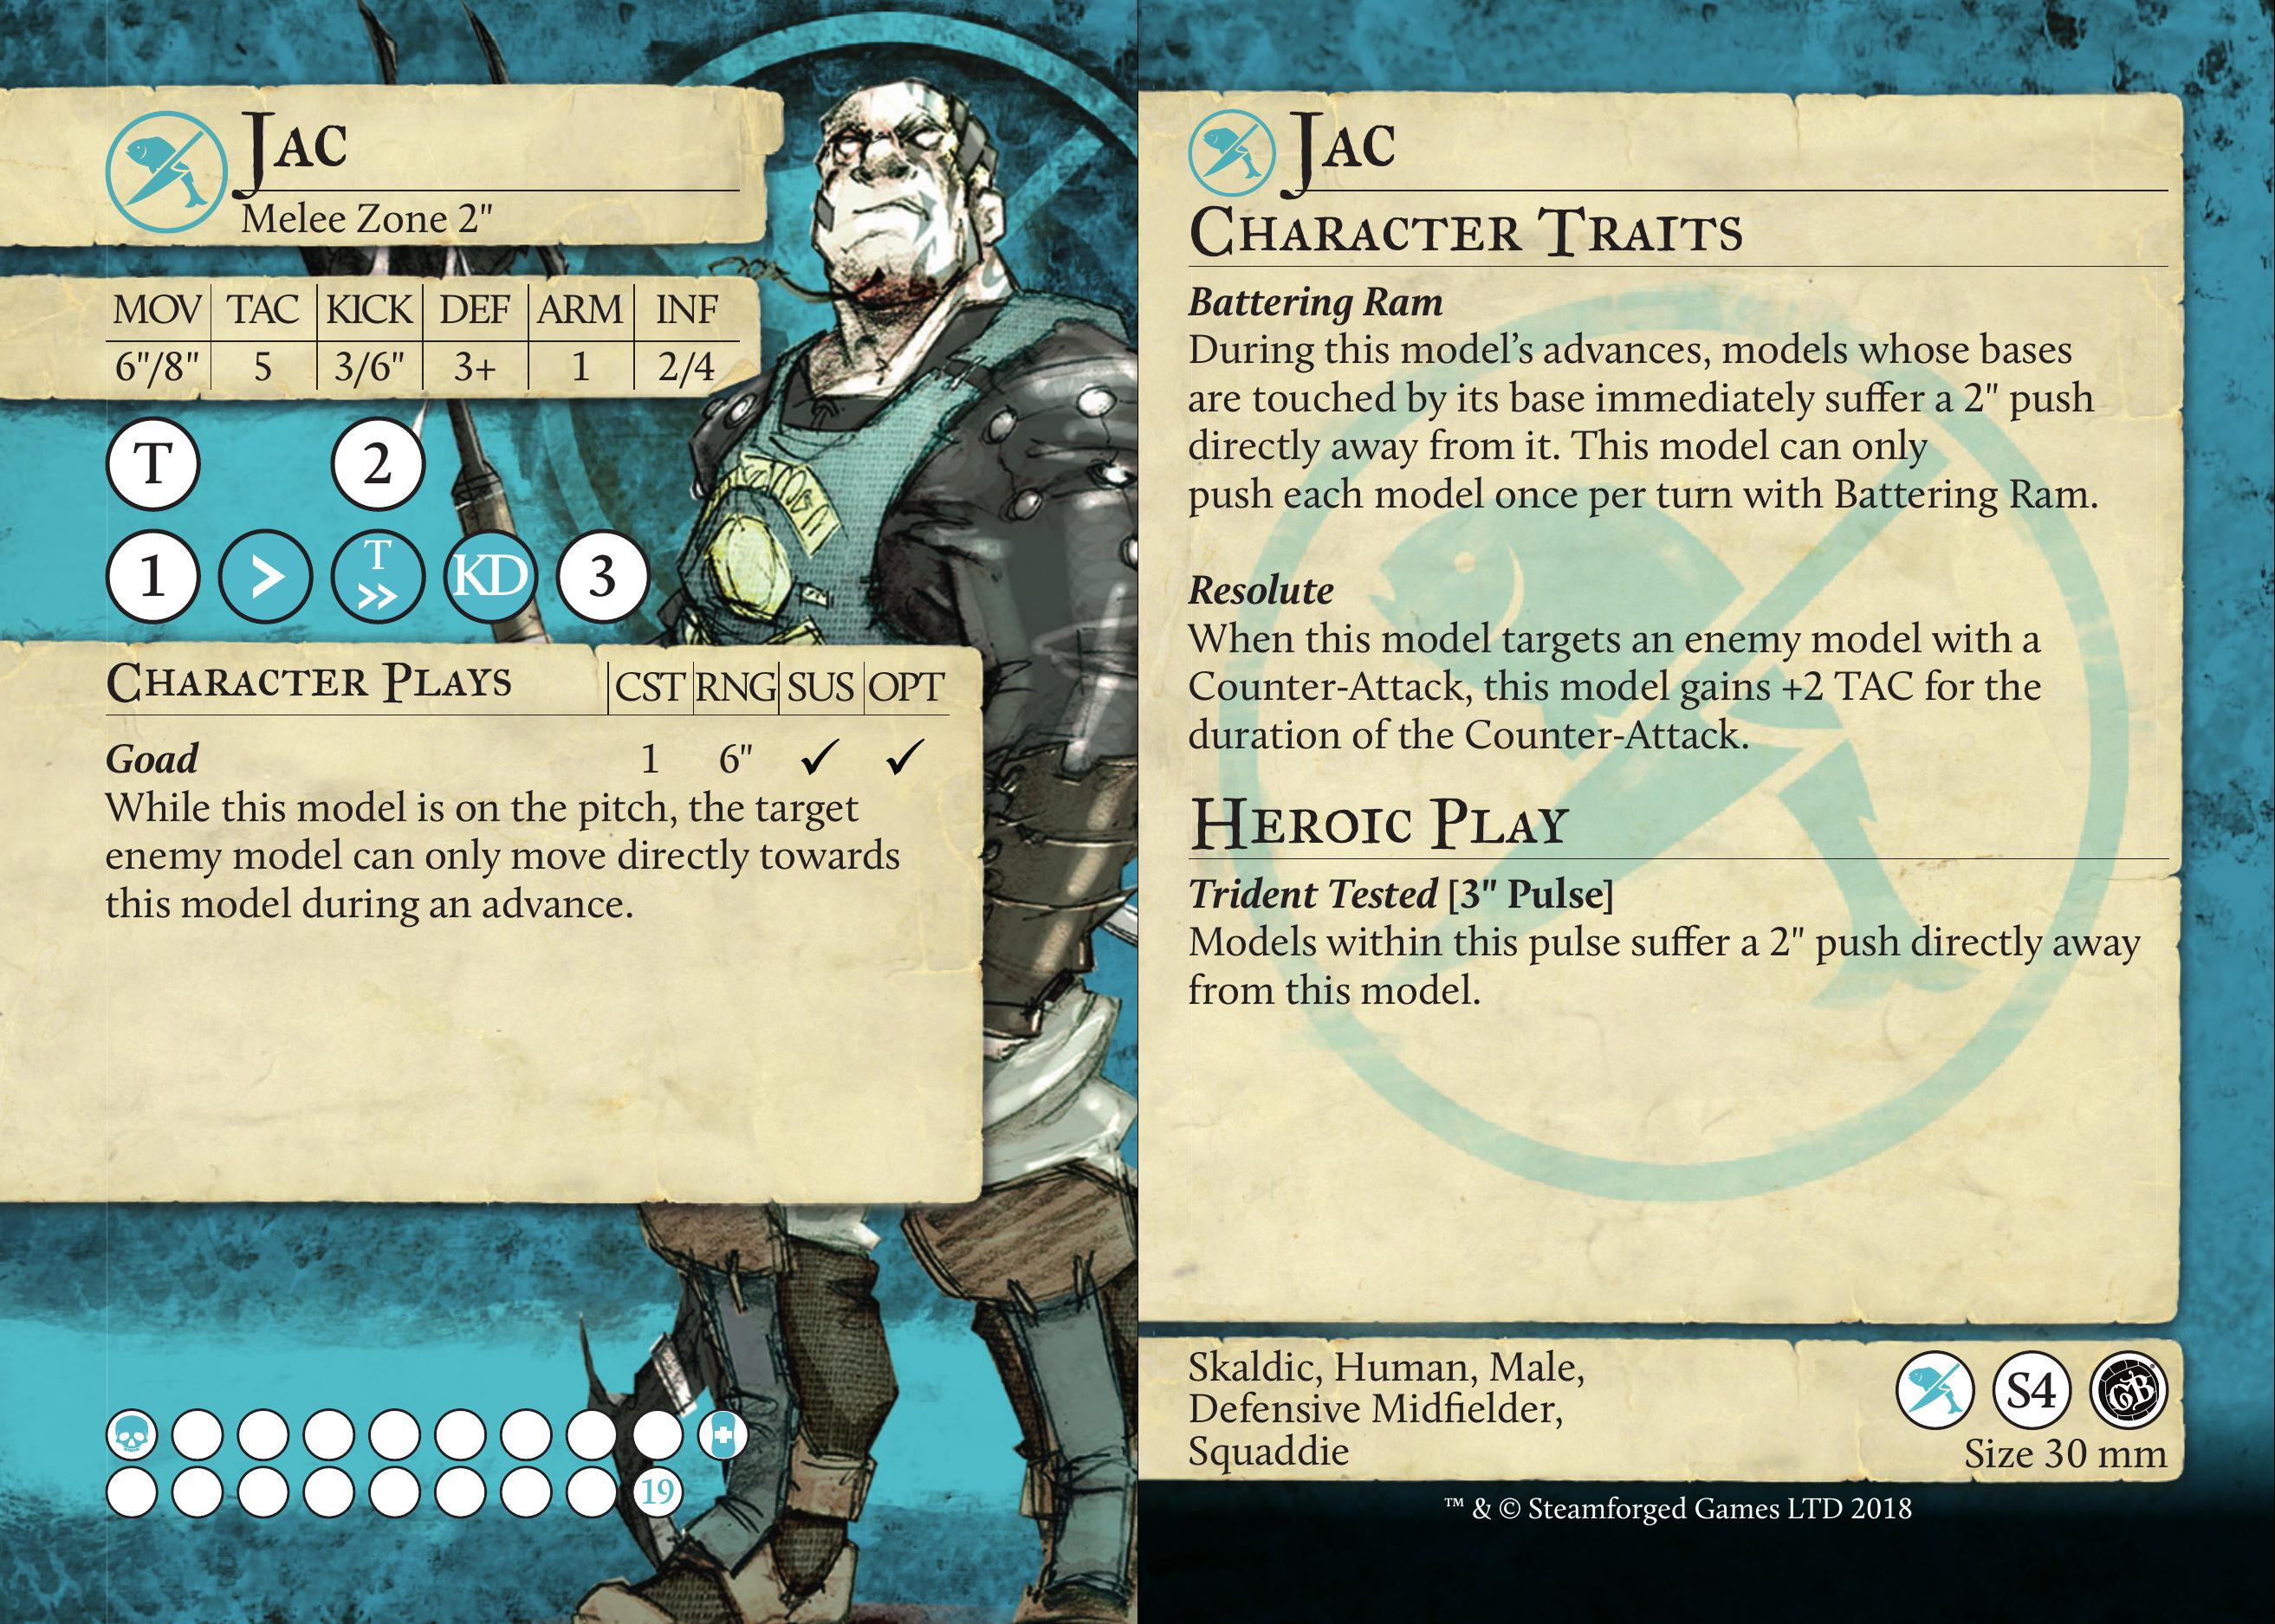 Jac
Melee Zone 2"
MOV TAC KICK DEF ARM INF
6"/8" 5 3/6" 3+ 1 2/4
T 2
1 > T >> KD 3
Character Plays CST RNG SUS OPT
Goad 1 6" ✓ ✓
While this model is on the pitch, the target
enemy model can only move directly towards
this model during an advance.
19
Jac
Character Traits
Battering Ram
During this model’s advances, models whose bases
are touched by its base immediately suffer a 2" push
directly away from it. This model can only
push each model once per turn with Battering Ram.
Resolute
When this model targets an enemy model with a
Counter-Attack, this model gains +2 TAC for the
duration of the Counter-Attack.
Heroic Play
Trident Tested [3" Pulse]
Models within this pulse suffer a 2" push directly away
from this model.
Skaldic, Human, Male,
Defensive Midfielder,
Squaddie
S4 GB
Size 30 mm
™ & © Steamforged Games LTD 2018